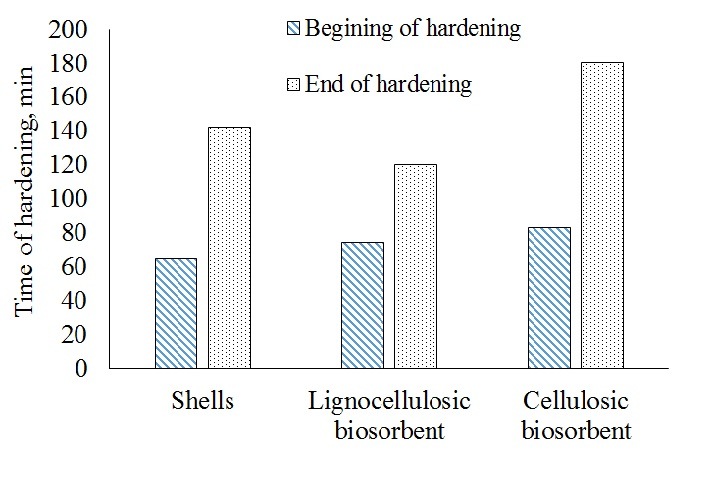 200
180
160
140
120
100
80
60
40
20
0
Time of hardening, min
Begining of hardening
End of hardening
Shells
Lignocellulosic
biosorbent
Cellulosic
biosorbent